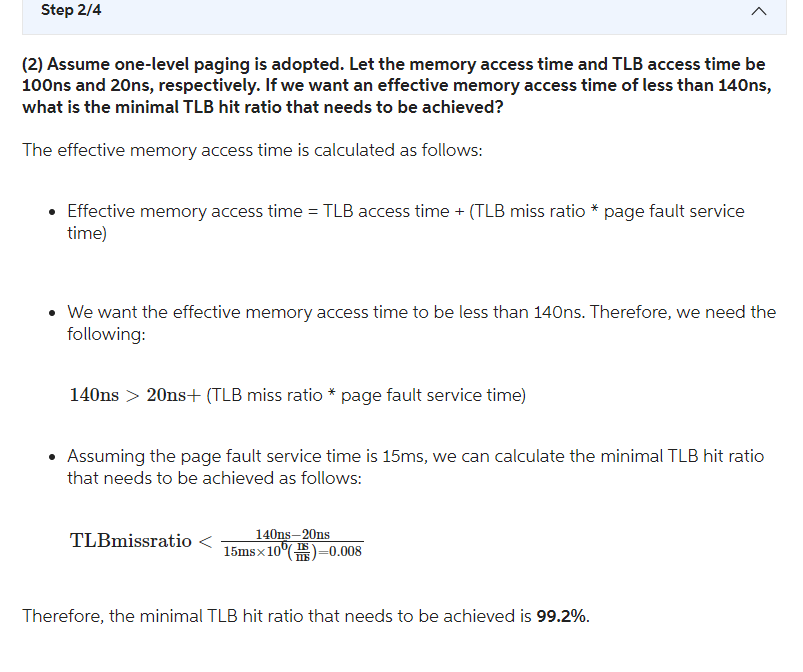 Step 2/4
(2) Assume one-level paging is adopted. Let the memory access time and TLB access time be
100ns and 20ns, respectively. If we want an effective memory access time of less than 140ns,
what is the minimal TLB hit ratio that needs to be achieved?
The effective memory access time is calculated as follows:
• Effective memory access time = TLB access time + (TLB miss ratio * page fault service
time)
• We want the effective memory access time to be less than 140ns. Therefore, we need the
following:
140ns > 20ns+ (TLB miss ratio * page fault service time)
• Assuming the page fault service time is 15ms, we can calculate the minimal TLB hit ratio
that needs to be achieved as follows:
TLBmissratio < \frac{140ns−20ns}{15ms×10^6(\frac{ns}{ms})=0.008}
Therefore, the minimal TLB hit ratio that needs to be achieved is 99.2%.